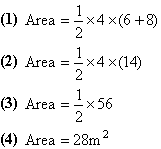 (1) Area = 1/2 × 4 × (6 + 8)
(2) Area = 1/2 × 4 × (14)
(3) Area = 1/2 × 56
(4) Area = 28m²